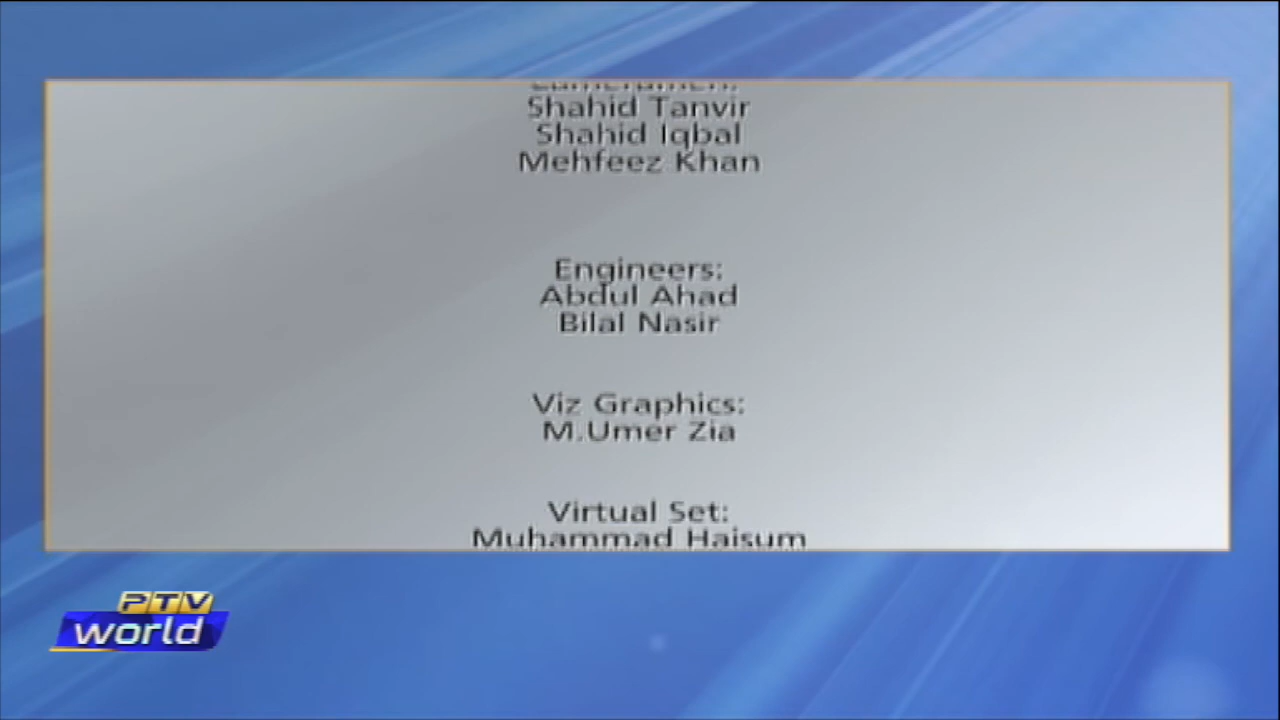 Cameramen:
Shahid Tanvir
Shahid Iqbal
Mehfeez Khan
Engineers:
Abdul Ahad
Bilal Nasir
Viz Graphics:
M.Umer Zia
Virtual Set:
Muhammad Haisum
PTV
world